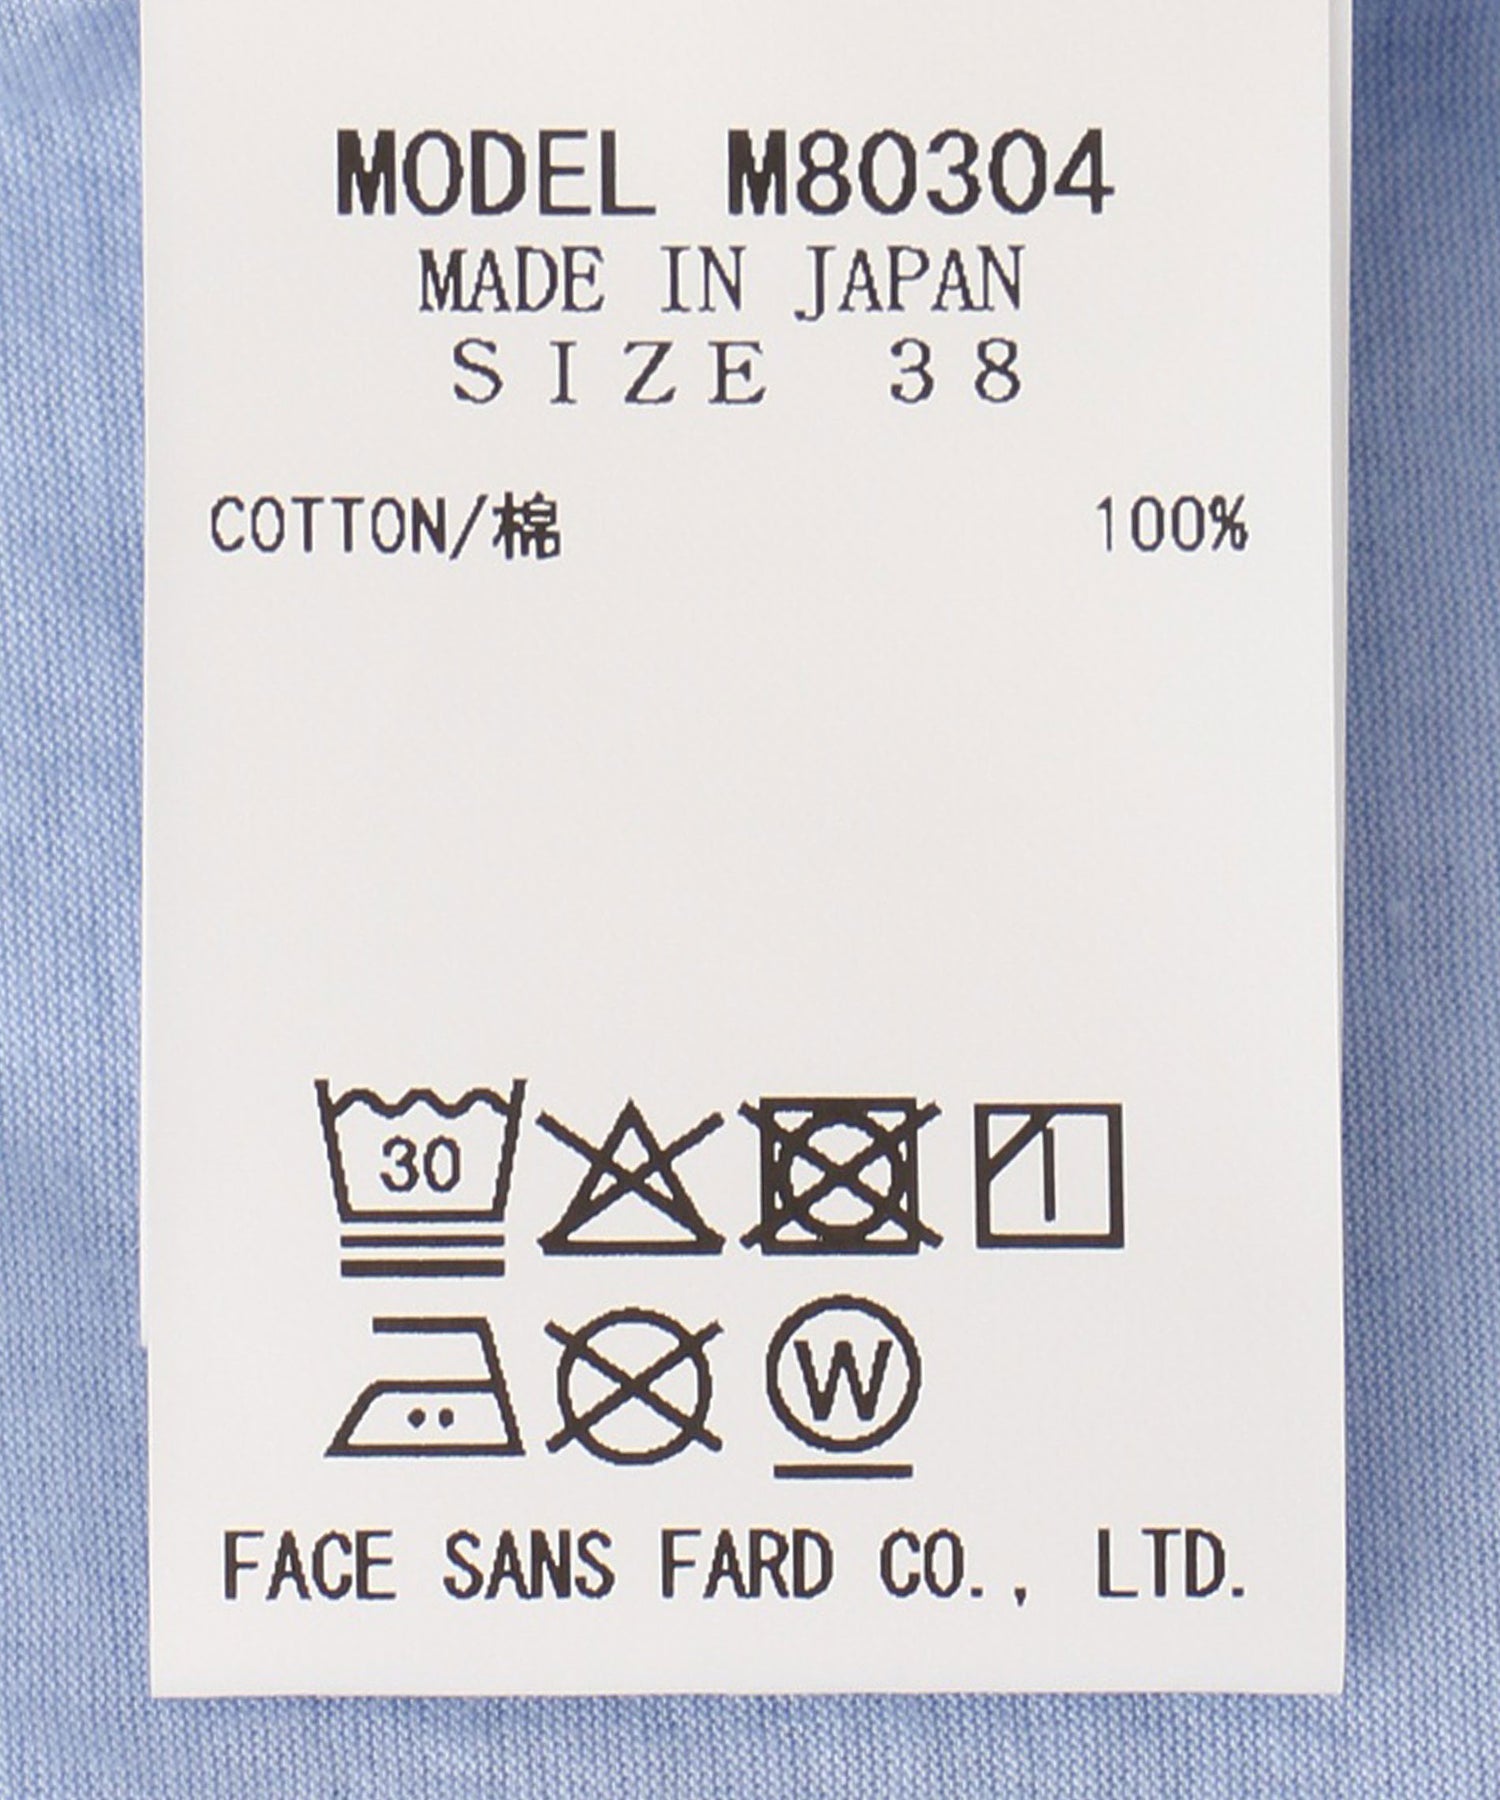 MODEL M80304
MADE IN JAPAN
SIZE 38
COTTON/棉 100%
30
W
FACE SANS FARD CO., LTD.